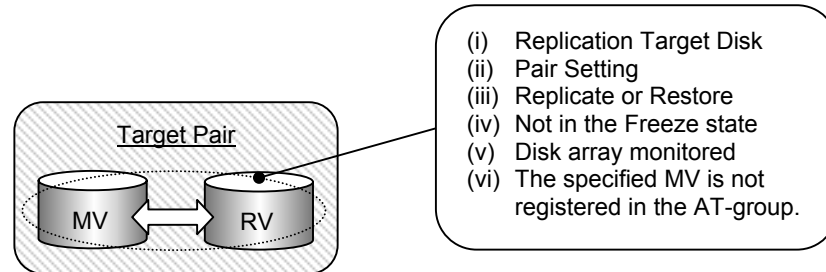 Target Pair
MV
RV
(i) Replication Target Disk
(ii) Pair Setting
(iii) Replicate or Restore
(iv) Not in the Freeze state
(v) Disk array monitored
(vi) The specified MV is not
registered in the AT-group.